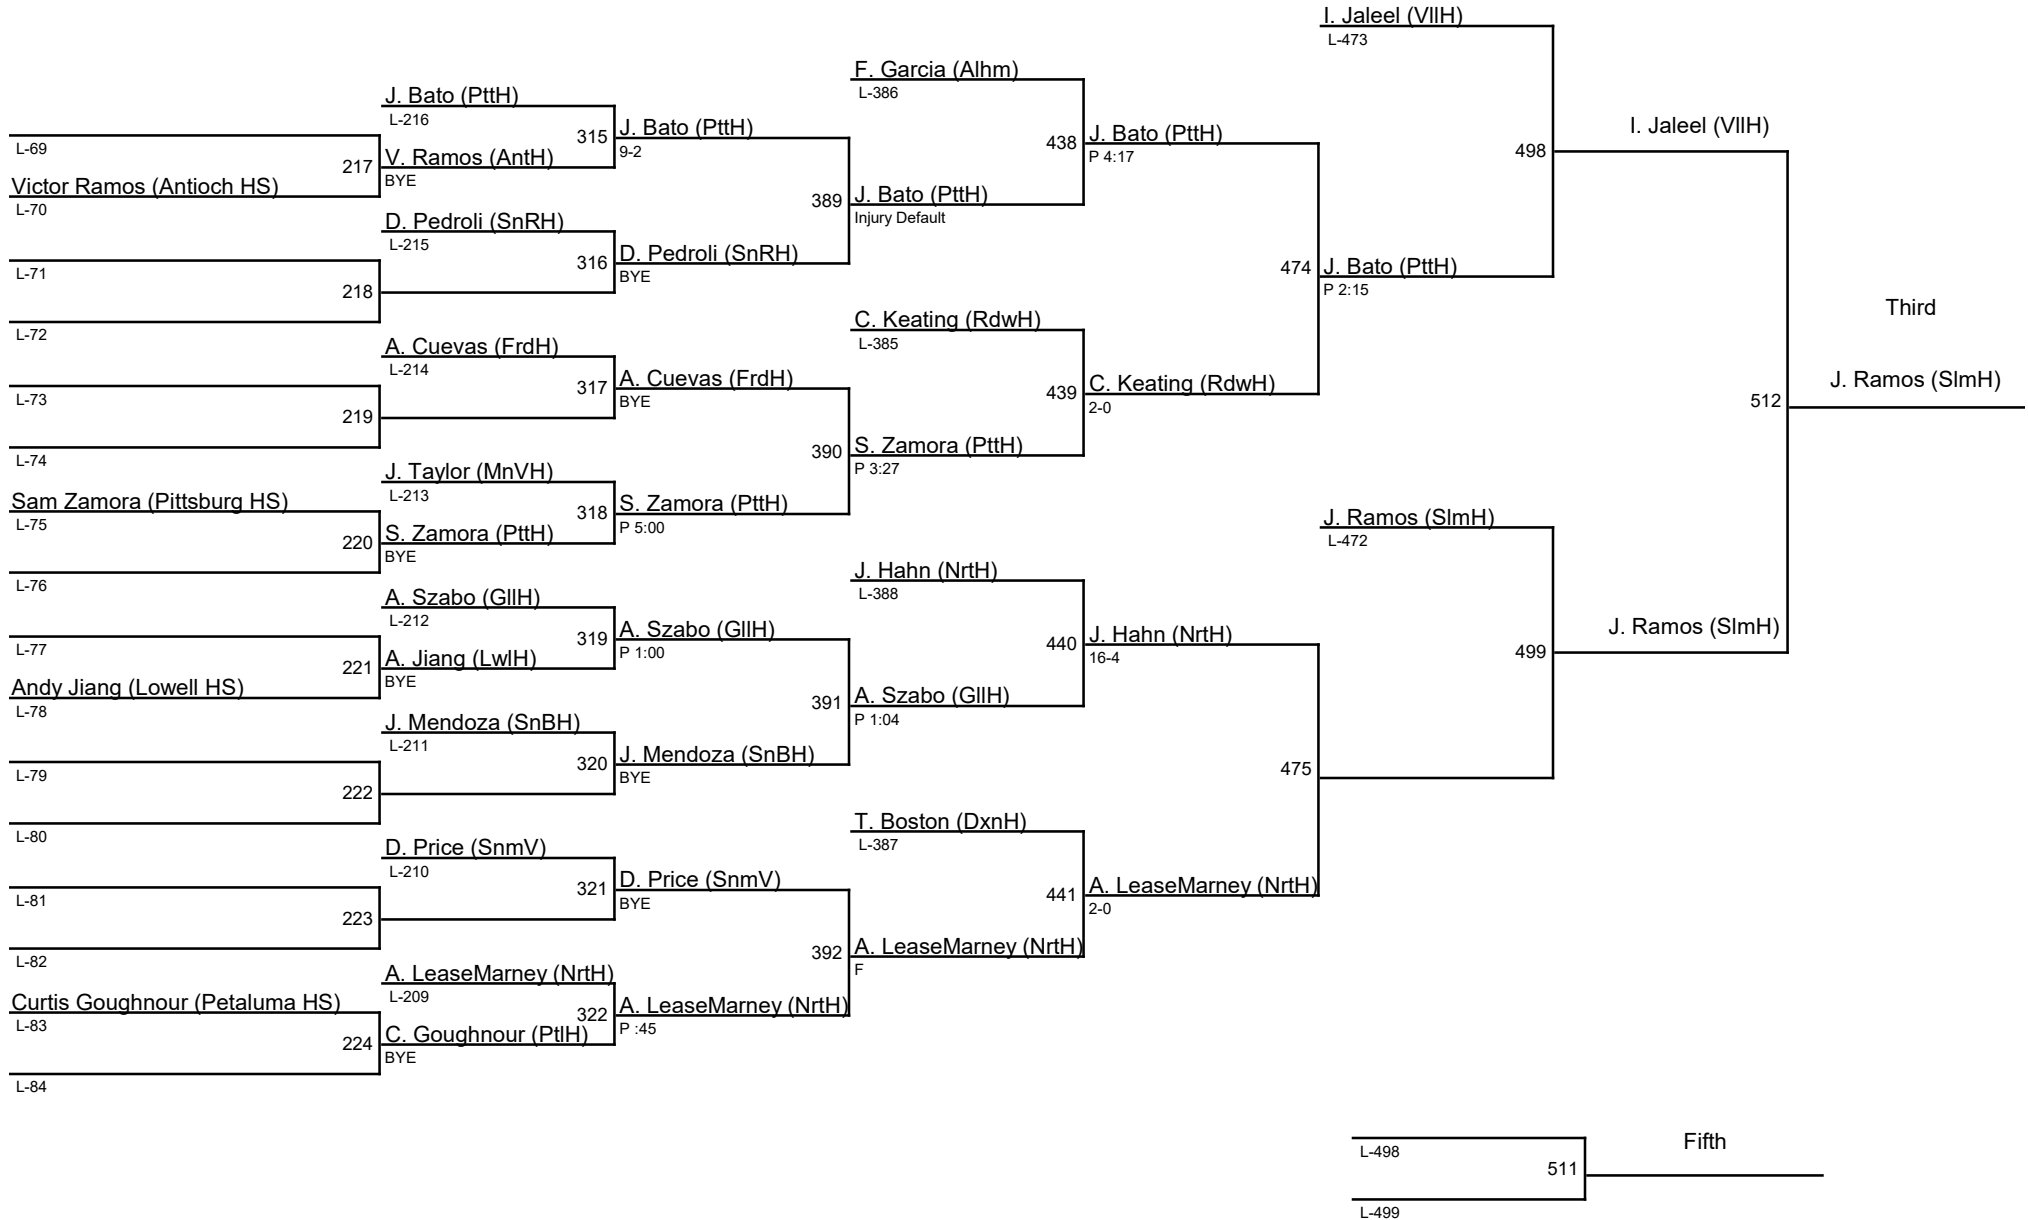 I. Jaleel (VllH)
L-473
F. Garcia (Alhm)
L-386
J. Bato (PttH)
L-216
315
J. Bato (PttH)
9-2
438
J. Bato (PttH)
P 4:17
498
I. Jaleel (VllH)
L-69
217
V. Ramos (AntH)
BYE
Victor Ramos (Antioch HS)
L-70
389
J. Bato (PttH)
Injury Default
D. Pedroli (SnRH)
L-215
316
D. Pedroli (SnRH)
BYE
L-71
218
474
J. Bato (PttH)
P 2:15
L-72
Third
C. Keating (RdwH)
L-385
A. Cuevas (FrdH)
L-214
317
A. Cuevas (FrdH)
BYE
439
C. Keating (RdwH)
2-0
J. Ramos (SlmH)
512
L-73
219
L-74
390
S. Zamora (PttH)
P 3:27
J. Taylor (MnVH)
L-213
318
S. Zamora (PttH)
P 5:00
Sam Zamora (Pittsburg HS)
L-75
220
S. Zamora (PttH)
BYE
L-76
J. Ramos (SlmH)
L-472
J. Hahn (NrtH)
L-388
A. Szabo (GllH)
L-212
319
A. Szabo (GllH)
P 1:00
440
J. Hahn (NrtH)
16-4
499
J. Ramos (SlmH)
L-77
221
A. Jiang (LwlH)
BYE
Andy Jiang (Lowell HS)
L-78
391
A. Szabo (GllH)
P 1:04
J. Mendoza (SnBH)
L-211
320
J. Mendoza (SnBH)
BYE
475
L-79
222
L-80
T. Boston (DxnH)
L-387
D. Price (SnmV)
L-210
321
D. Price (SnmV)
BYE
441
A. LeaseMarney (NrtH)
2-0
L-81
223
L-82
392
A. LeaseMarney (NrtH)
F
A. LeaseMarney (NrtH)
L-209
322
A. LeaseMarney (NrtH)
P :45
Curtis Goughnour (Petaluma HS)
L-83
224
C. Goughnour (PtlH)
BYE
L-84
L-498
511
Fifth
L-499